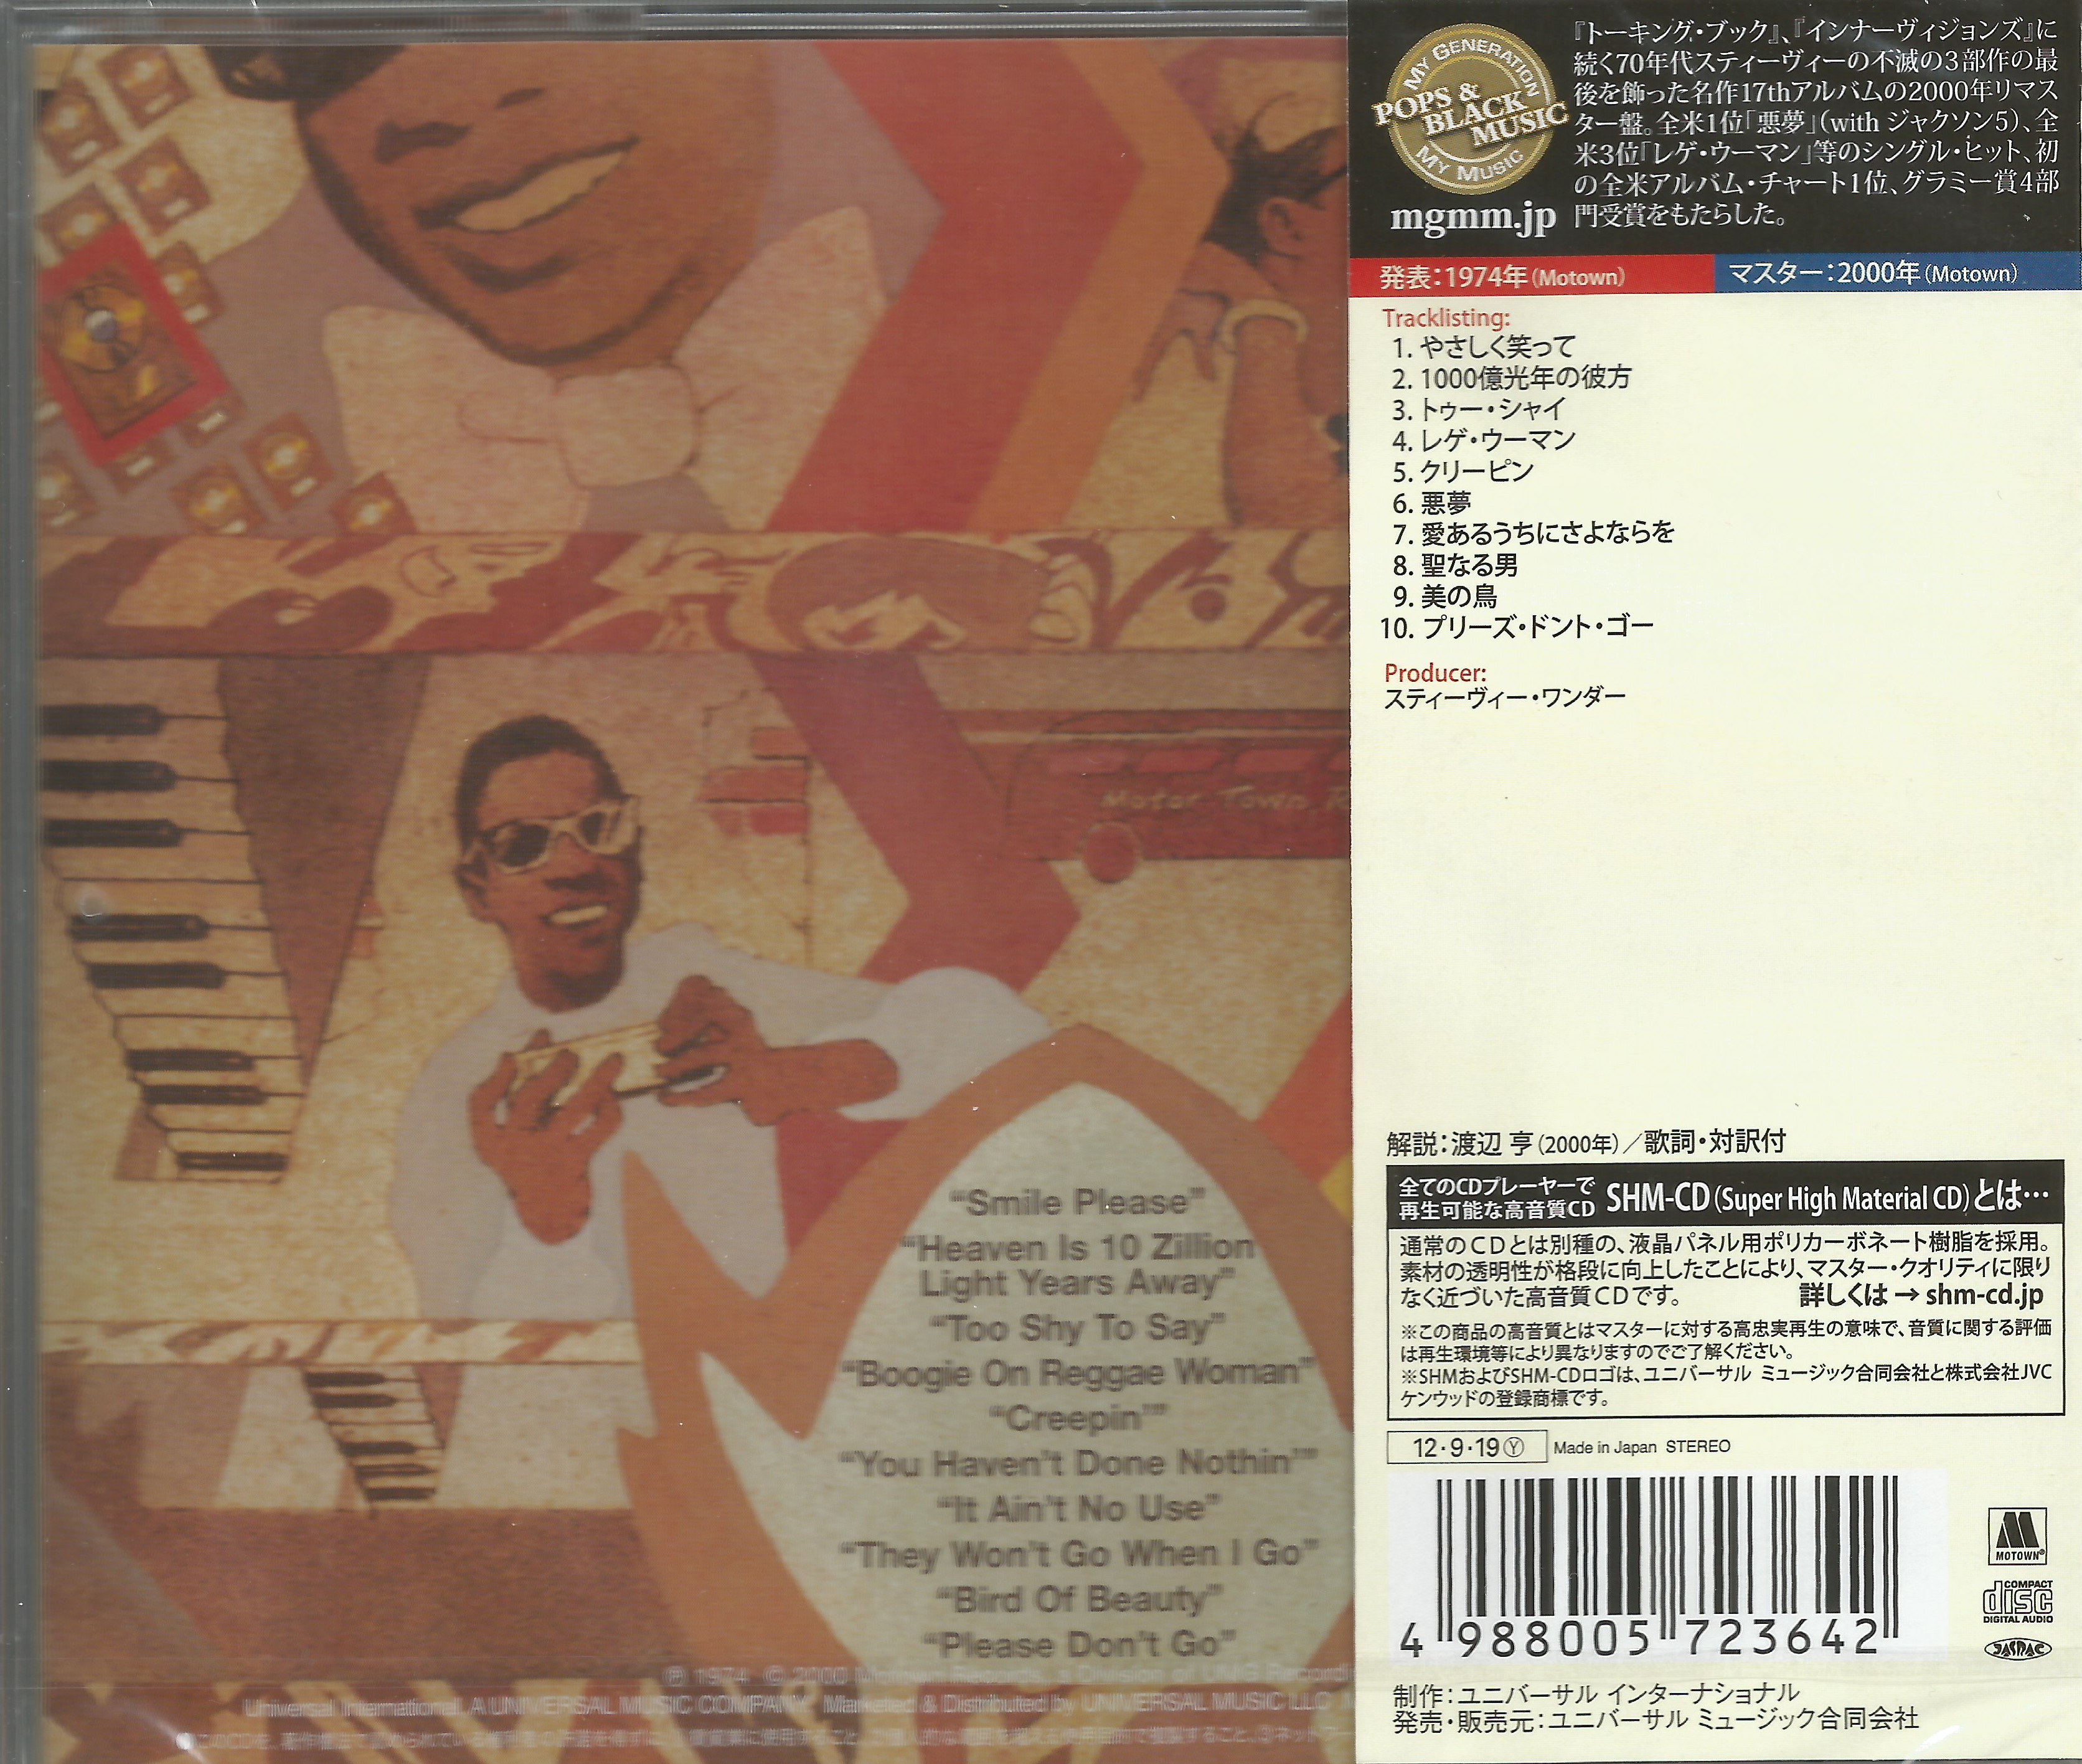 Motor Town
“Smile Please”
“Heaven Is 10 Zillion
Light Years Away”
“Too Shy To Say”
“Boogie On Reggae Woman”
“Creepin’”
“You Haven’t Done Nothin’”
“It Ain’t No Use”
“They Won’t Go When I Go”
“Bird Of Beauty”
“Please Don’t Go”
℗ 1974 © 2000 Motown Record
Universal International. A UNIVERSAL MUSIC COMPANY. Marketed & Distributed by UNIVERSAL MUSIC LLC
MY GENERATION
POPS &
BLACK
MUSIC
MY MUSIC
mgmm.jp
『トーキング・ブック』、『インナーヴィジョンズ』に
続く70年代スティーヴィーの不滅の3部作の最
後を飾った名作17thアルバムの2000年リマス
ター盤。全米1位「悪夢」(with ジャクソン5)、全
米3位「レゲ・ウーマン」等のシングル・ヒット、初
の全米アルバム・チャート1位、グラミー賞4部
門受賞をもたらした。
発表：1974年(Motown) マスター：2000年(Motown)
Tracklisting:
1. やさしく笑って
2. 1000億光年の彼方
3. トゥー・シャイ
4. レゲ・ウーマン
5. クリーピン
6. 悪夢
7. 愛あるうちにさよならを
8. 聖なる男
9. 美の鳥
10. プリーズ・ドント・ゴー
Producer:
スティーヴィー・ワンダー
解説：渡辺 亨(2000年)／歌詞・対訳付
全てのCDプレーヤーで
再生可能な高音質CD SHM-CD(Super High Material CD)とは…
通常のCDとは別種の、液晶パネル用ポリカーボネート樹脂を採用。
素材の透明性が格段に向上したことにより、マスター・クオリティに限り
なく近づいた高音質CDです。 詳しくは→shm-cd.jp
※この商品の高音質とはマスターに対する高忠実再生の意味で、音質に関する評価
は再生環境等により異なりますのでご了解ください。
※SHMおよびSHM-CDロゴは、ユニバーサル ミュージック合同会社と株式会社JVC
ケンウッドの登録商標です。
12・9・19Ⓨ Made in Japan STEREO
4 988005 723642
MOTOWN®
COMPACT
disc
DIGITAL AUDIO
JASRAC
制作：ユニバーサル インターナショナル
発売・販売元：ユニバーサル ミュージック合同会社